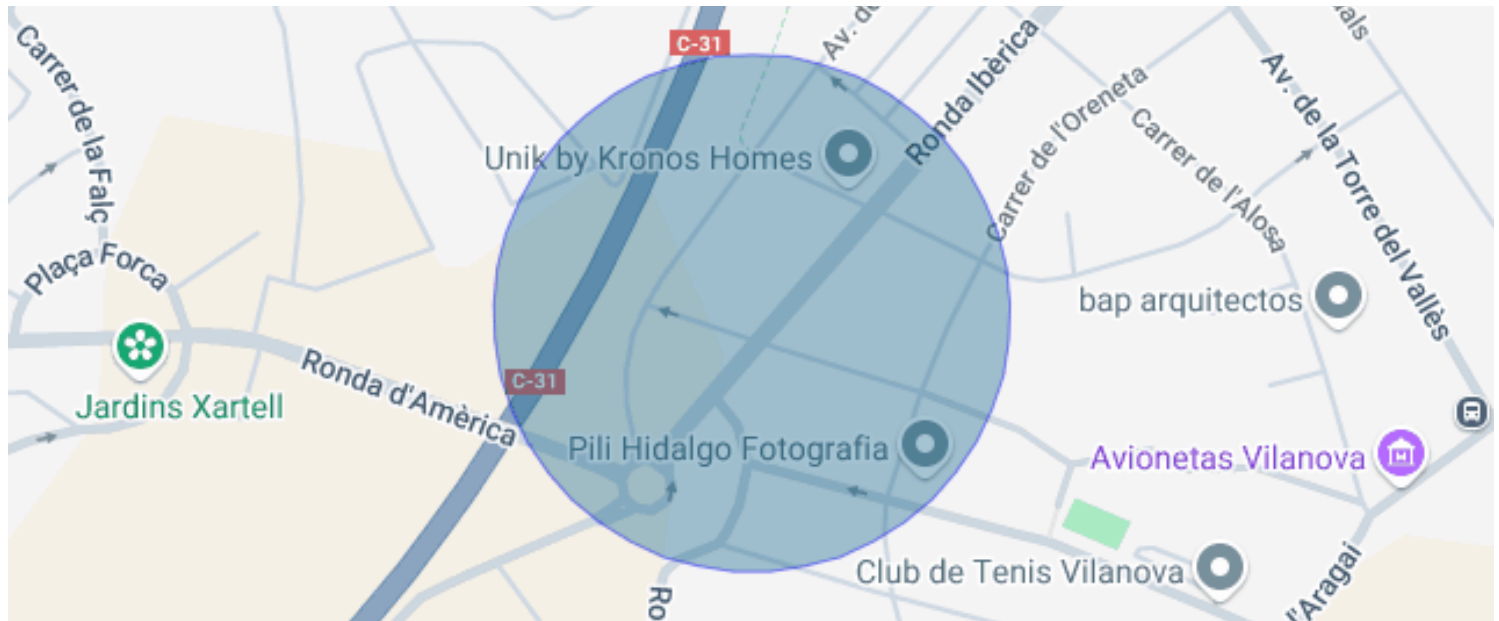 C-31
Av. de
als
Carrer de la Falç
Ronda Ibèrica
Carrer de l'Oreneta
Av. de la Torre del Vallès
Unik by Kronos Homes
Carrer de l'Alosa
Plaça Forca
bap arquitectos
Jardins Xartell
Ronda d'Amèrica
C-31
Pili Hidalgo Fotografia
Avionetas Vilanova
Club de Tenis Vilanova
Ro
l'Aragai